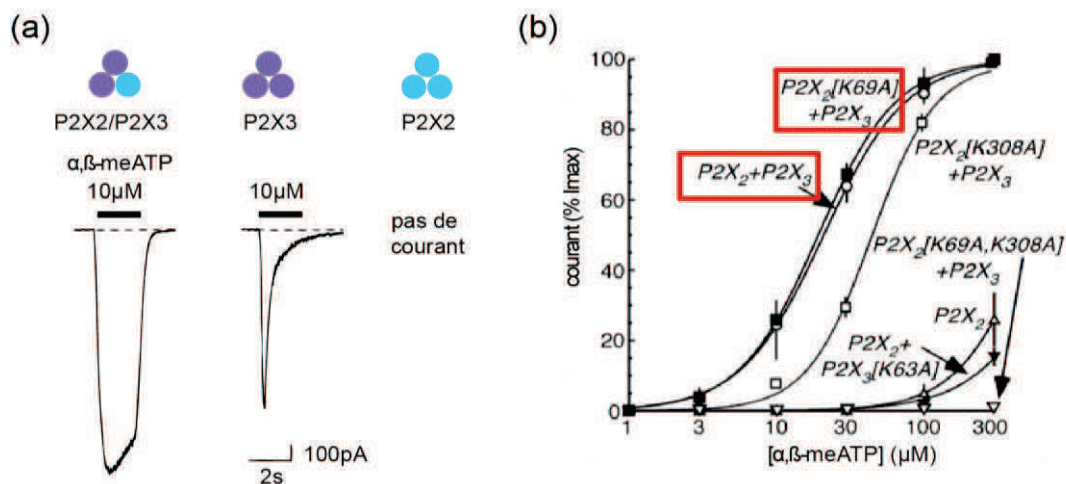 (a)
P2X2/P2X3
P2X3
P2X2
α,ß-meATP
10µM
10µM
pas de
courant
100pA
2s
(b)
courant (% Imax)
100
80
60
40
20
0
P2X2[K69A]
+P2X3
P2X2+P2X3
P2X2[K308A]
+P2X3
P2X2[K69A,K308A]
+P2X3
P2X2
P2X2+
P2X3[K63A]
1
3
10
30
100
300
[α,ß-meATP] (µM)